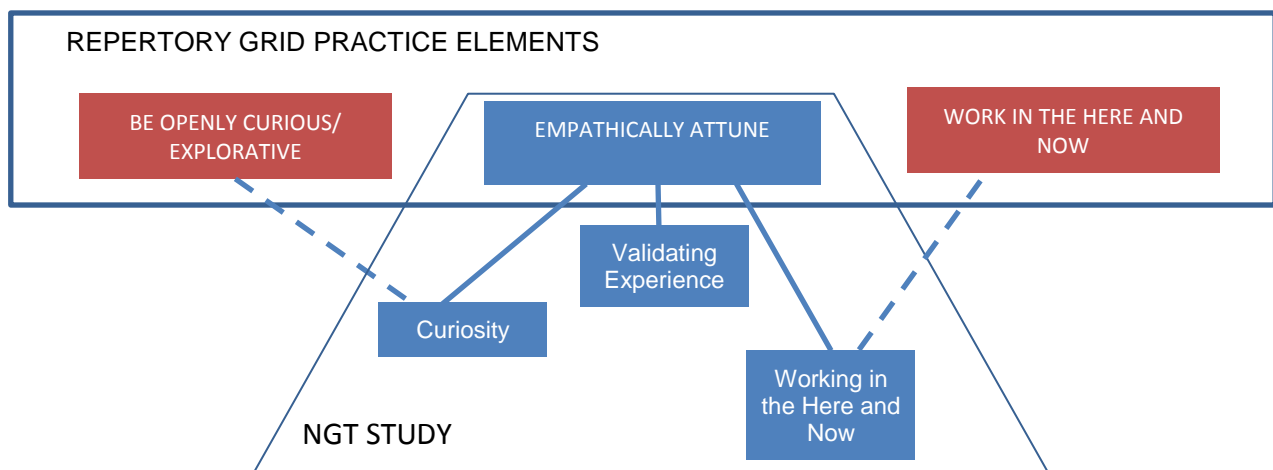 REPERTORY GRID PRACTICE ELEMENTS
BE OPENLY CURIOUS/
EXPLORATIVE
EMPATHICALLY ATTUNE
WORK IN THE HERE AND
NOW
Validating
Experience
Curiosity
Working in
the Here and
Now
NGT STUDY